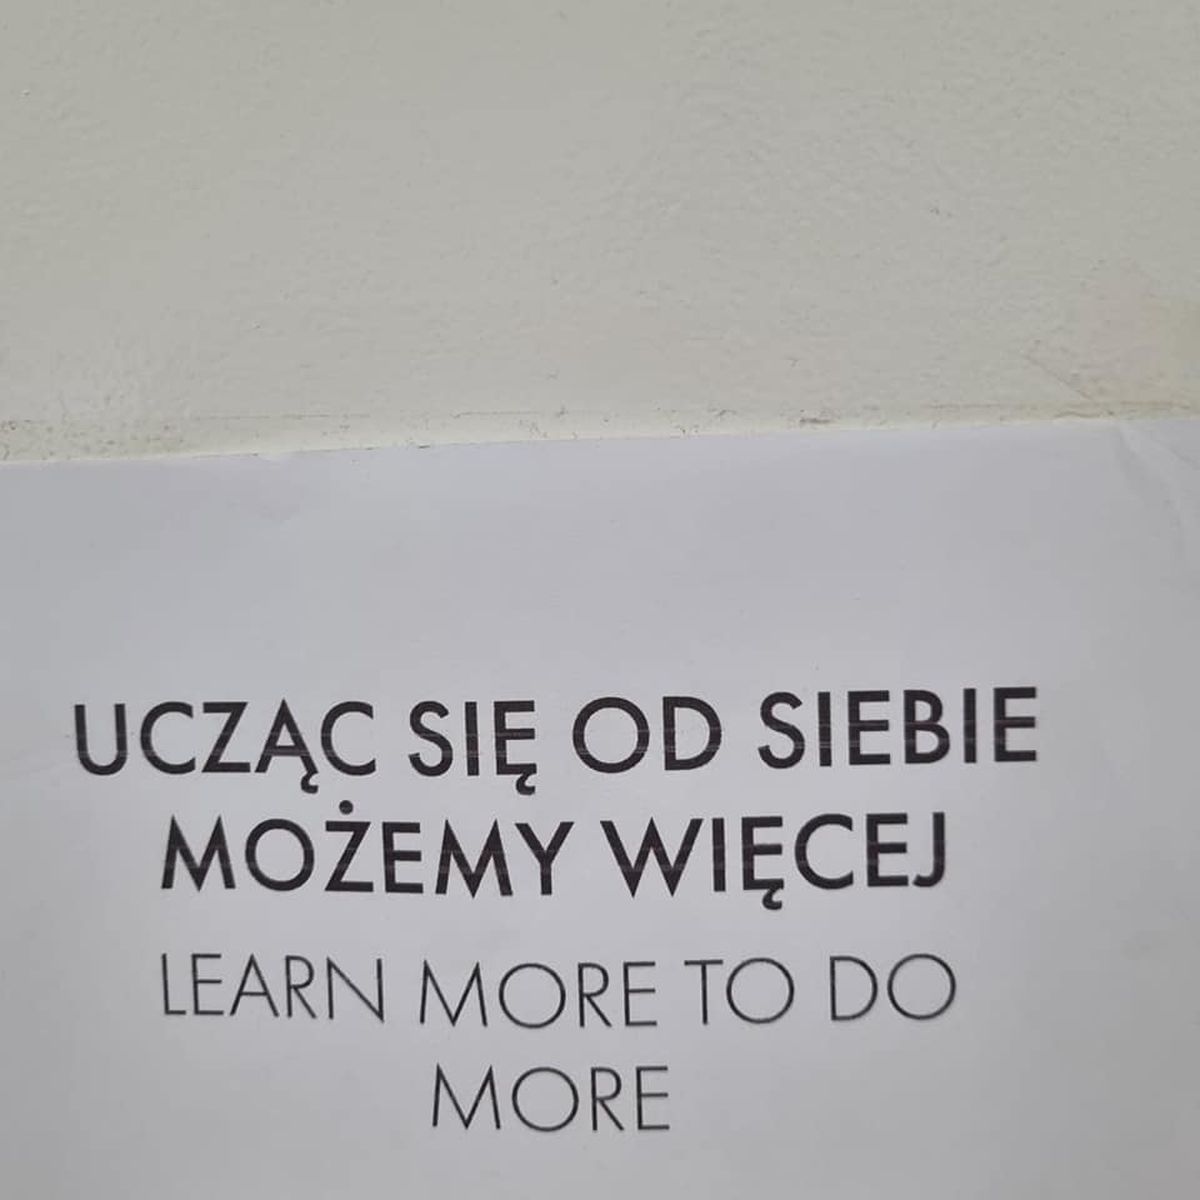 UCZĄC SIĘ OD SIEBIE
MOŻEMY WIĘCEJ
LEARN MORE TO DO
MORE